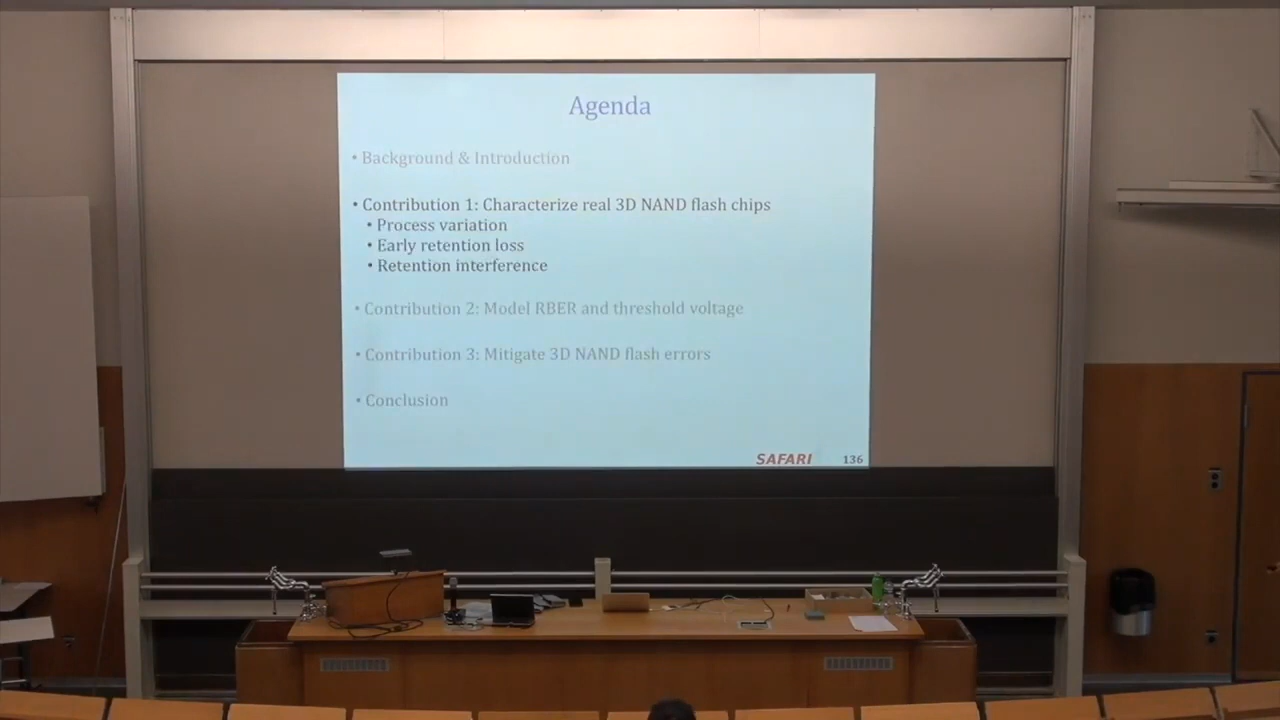 Agenda
• Background & Introduction
• Contribution 1: Characterize real 3D NAND flash chips
• Process variation
• Early retention loss
• Retention interference
• Contribution 2: Model RBER and threshold voltage
• Contribution 3: Mitigate 3D NAND flash errors
• Conclusion
SAFARI 136